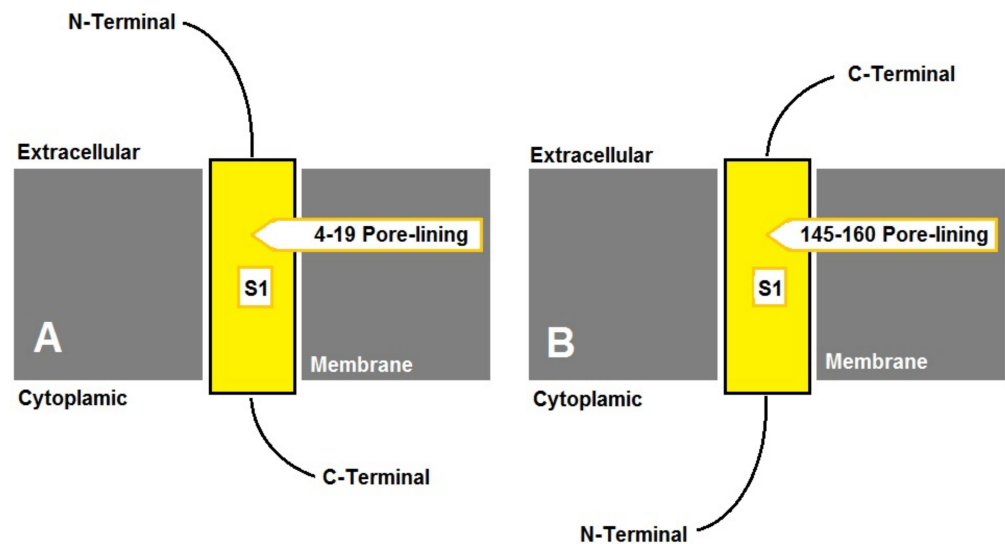 N-Terminal
Extracellular
4-19 Pore-lining
S1
A
Membrane
Cytoplamic
C-Terminal
C-Terminal
Extracellular
145-160 Pore-lining
S1
B
Membrane
Cytoplamic
N-Terminal